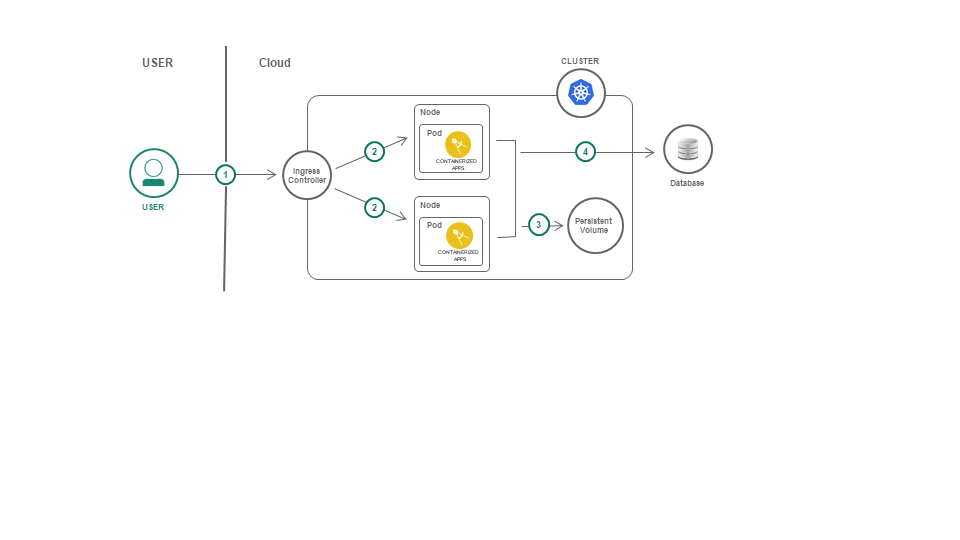 USER
Cloud
CLUSTER
Node
Pod
CONTAINERIZED
APPS
2
4
Database
USER
1
Ingress
Controller
2
Node
Pod
CONTAINERIZED
APPS
3
Persistent
Volume